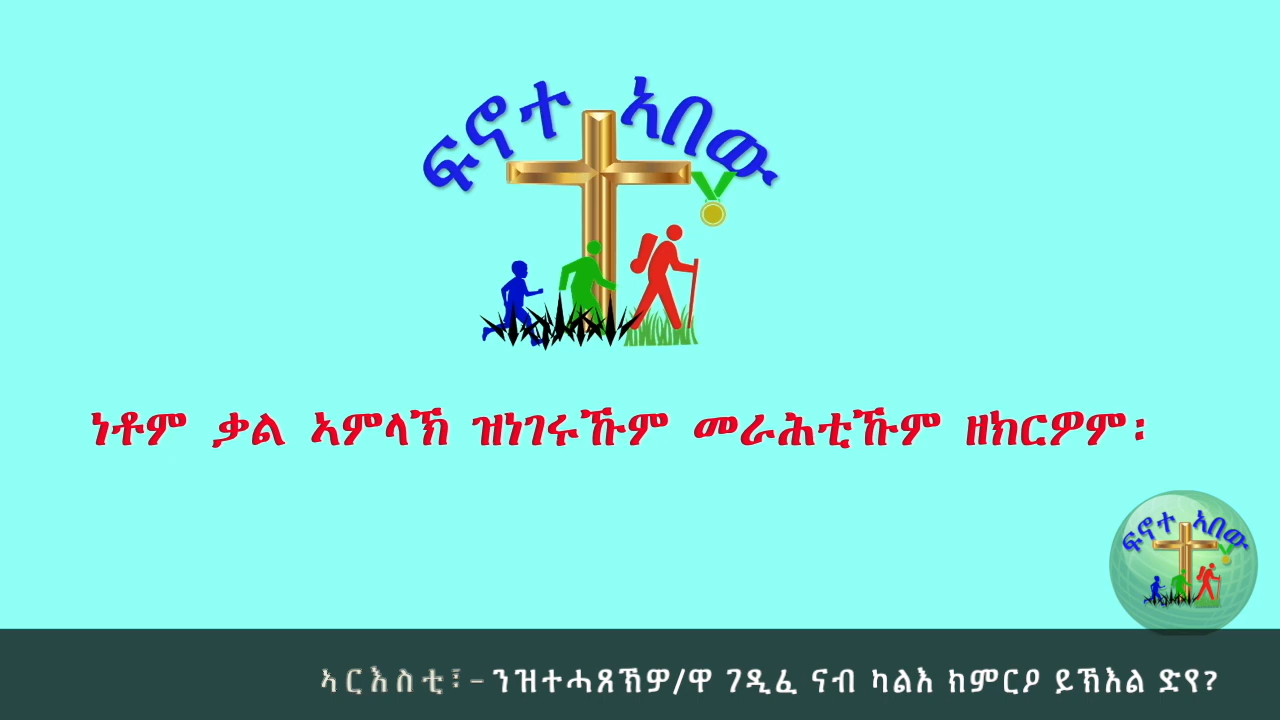 ፍኖተ ኣበው
ነቶም ቃል ኣምላኽ ዝነገሩኹም መራሕቲኹም ዘክርዎም፡
ፍኖተ ኣበው
ኣርእስቲ፣-ንዝተሓጸኽዎ/ዋ ገዲፈ ናብ ካልእ ክምርዖ ይኽእል ድየ?